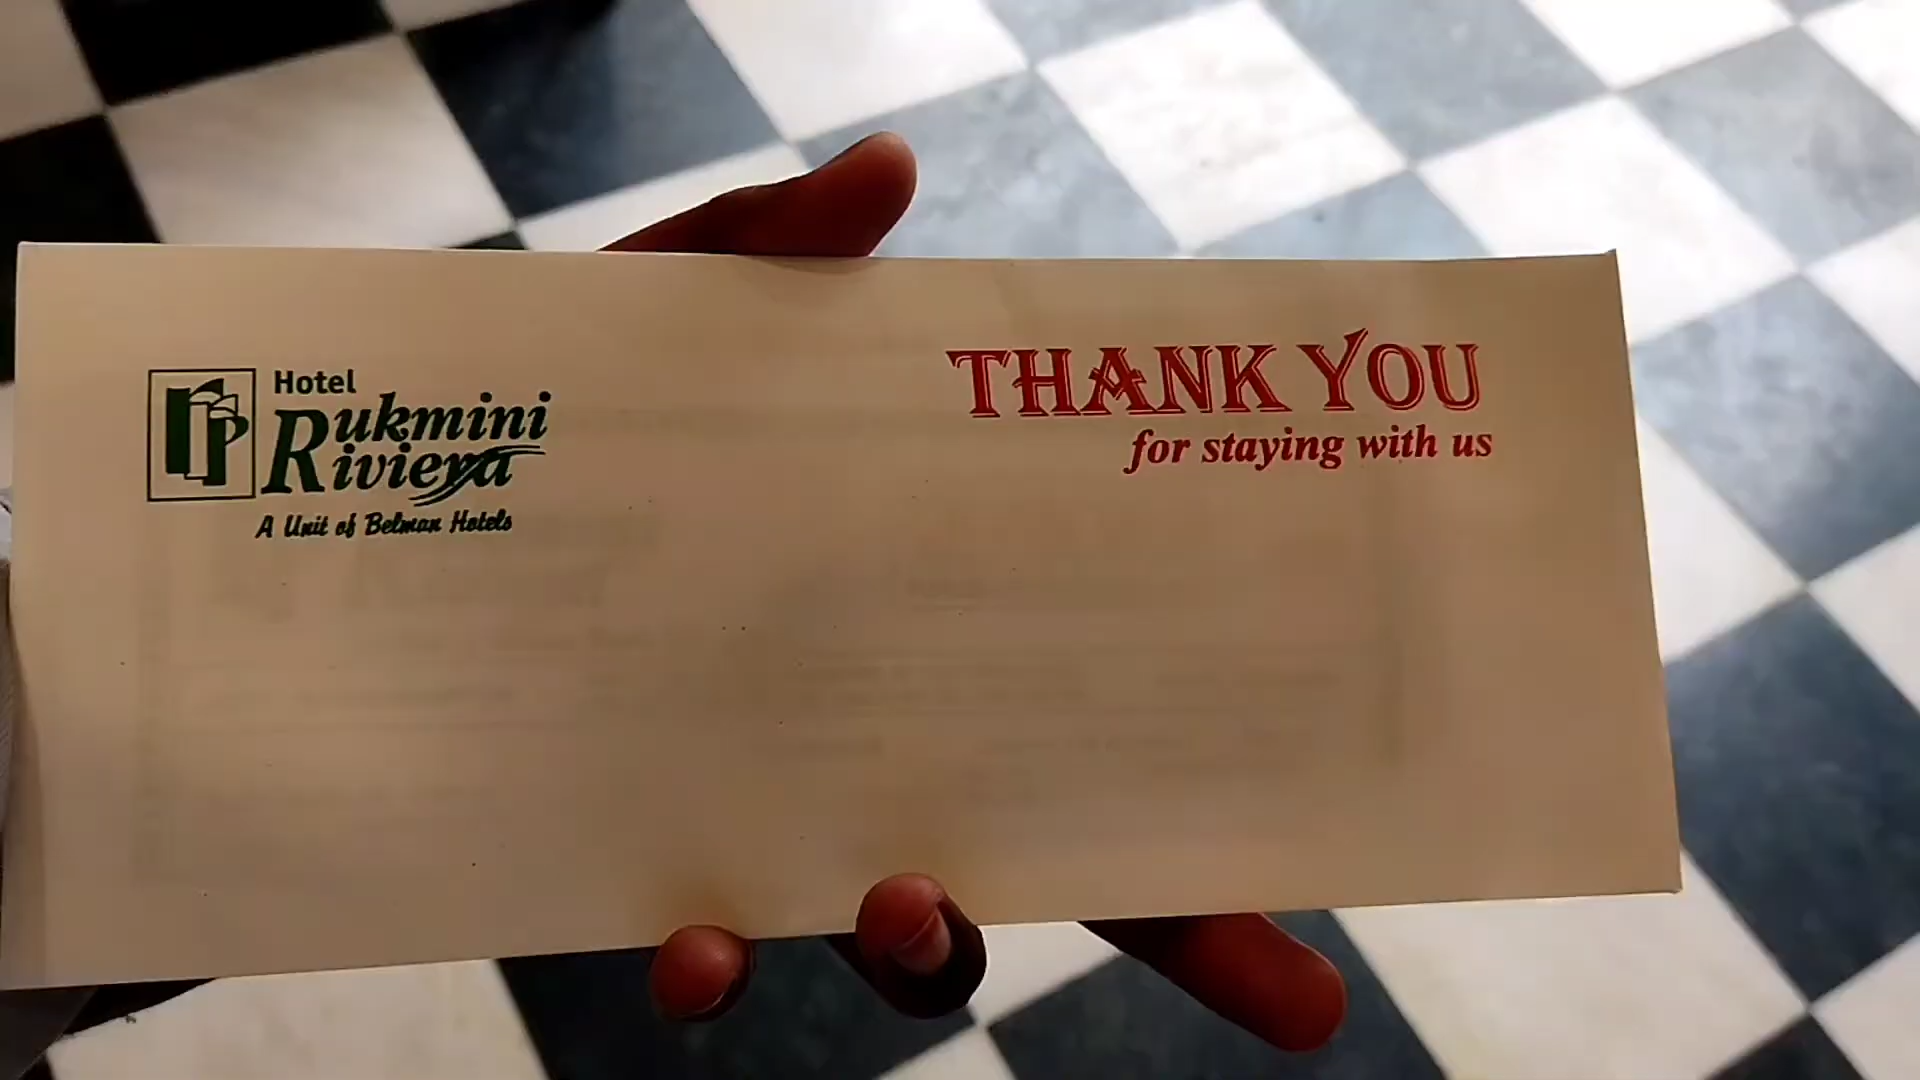 Hotel
Rukmini
Riviera
A Unit of Belman Hotels
THANK YOU
for staying with us